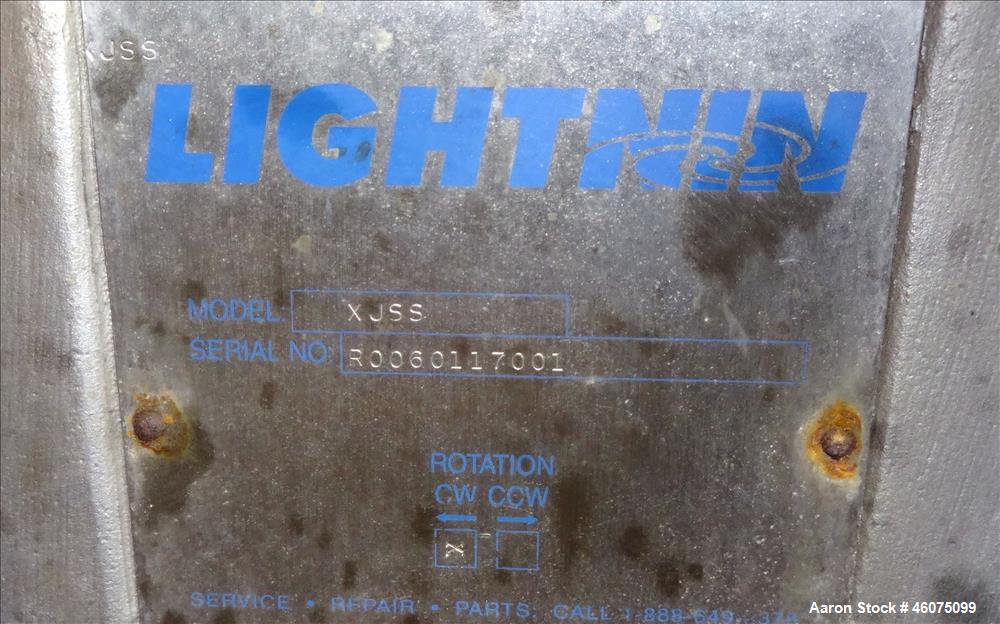 XJSS
LIGHTNIN
MODEL: XJSS
SERIAL NO: R0060117001
ROTATION
CW CCW
X
SERVICE • REPAIR • PARTS: CALL 1-888-649-
Aaron Stock # 46075099